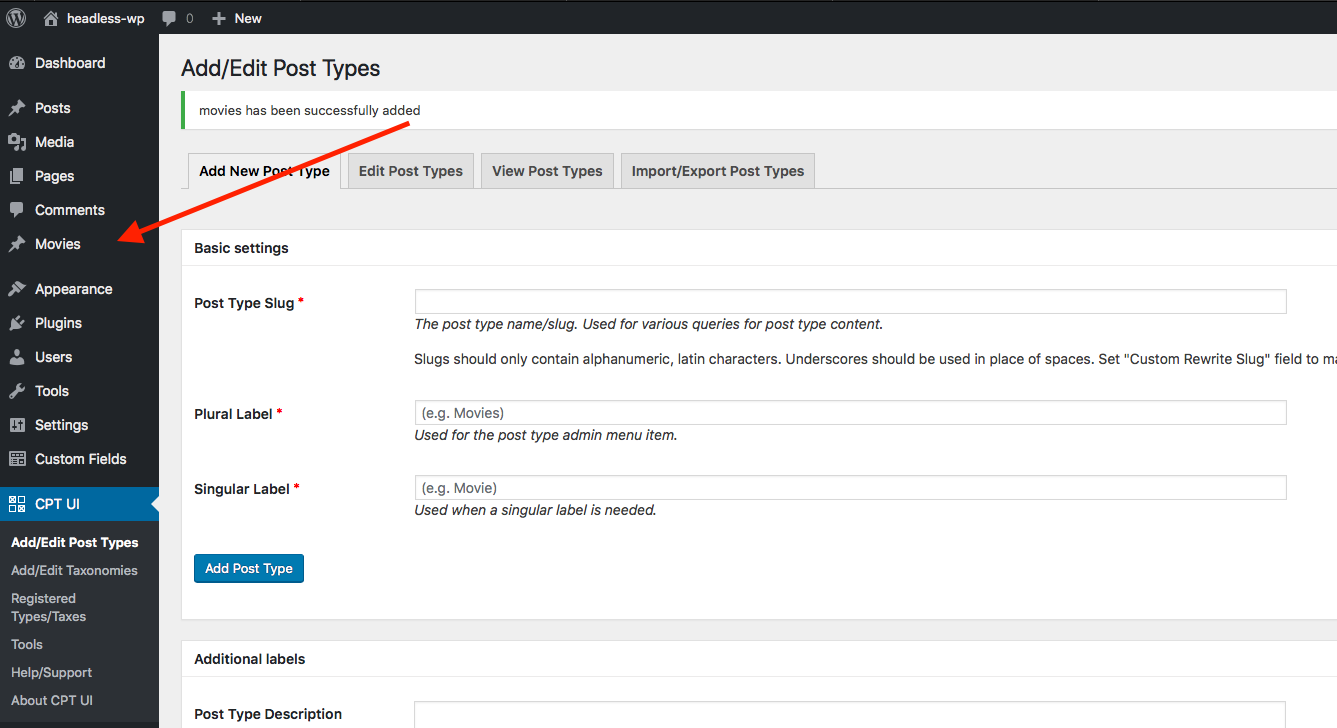 headless-wp 0 New
Dashboard
Posts
Media
Pages
Comments
Movies
Appearance
Plugins
Users
Tools
Settings
Custom Fields
CPT UI
Add/Edit Post Types
Add/Edit Taxonomies
Registered
Types/Taxes
Tools
Help/Support
About CPT UI
Add/Edit Post Types
movies has been successfully added
Add New Post Type Edit Post Types View Post Types Import/Export Post Types
Basic settings
Post Type Slug *
The post type name/slug. Used for various queries for post type content.
Slugs should only contain alphanumeric, latin characters. Underscores should be used in place of spaces. Set "Custom Rewrite Slug" field to ma
Plural Label *
(e.g. Movies)
Used for the post type admin menu item.
Singular Label *
(e.g. Movie)
Used when a singular label is needed.
Add Post Type
Additional labels
Post Type Description